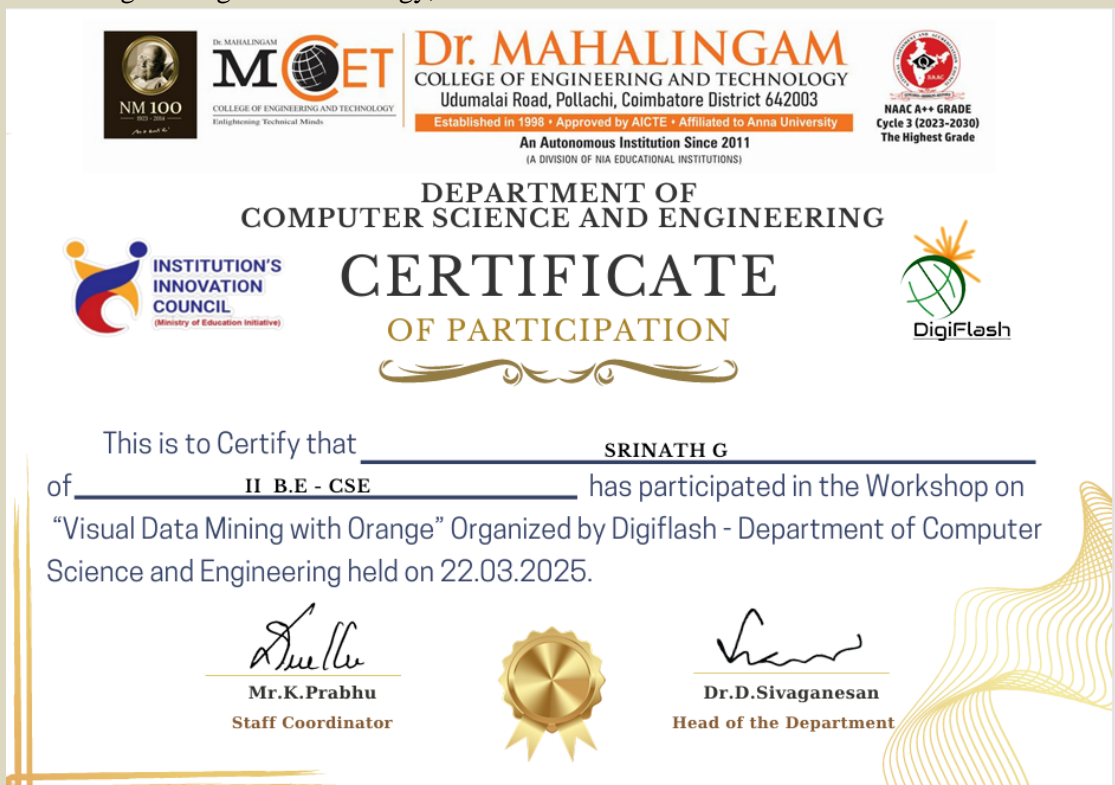 Dr. MAHALINGAM
MCET
COLLEGE OF ENGINEERING AND TECHNOLOGY
Enlightening Technical Minds
NM 100
1923 - 2014
Dr. MAHALINGAM
COLLEGE OF ENGINEERING AND TECHNOLOGY
Udumalai Road, Pollachi, Coimbatore District 642003
Established in 1998 • Approved by AICTE • Affiliated to Anna University
An Autonomous Institution Since 2011
(A DIVISION OF NIA EDUCATIONAL INSTITUTIONS)
NAAC A++ GRADE
Cycle 3 (2023-2030)
The Highest Grade
DEPARTMENT OF
COMPUTER SCIENCE AND ENGINEERING
INSTITUTION'S
INNOVATION
COUNCIL
(Ministry of Education Initiative)
CERTIFICATE
OF PARTICIPATION
DigiFlash
This is to Certify that SRINATH G
of II B.E - CSE has participated in the Workshop on
“Visual Data Mining with Orange” Organized by Digiflash - Department of Computer
Science and Engineering held on 22.03.2025.
Mr.K.Prabhu
Staff Coordinator
Dr.D.Sivaganesan
Head of the Department